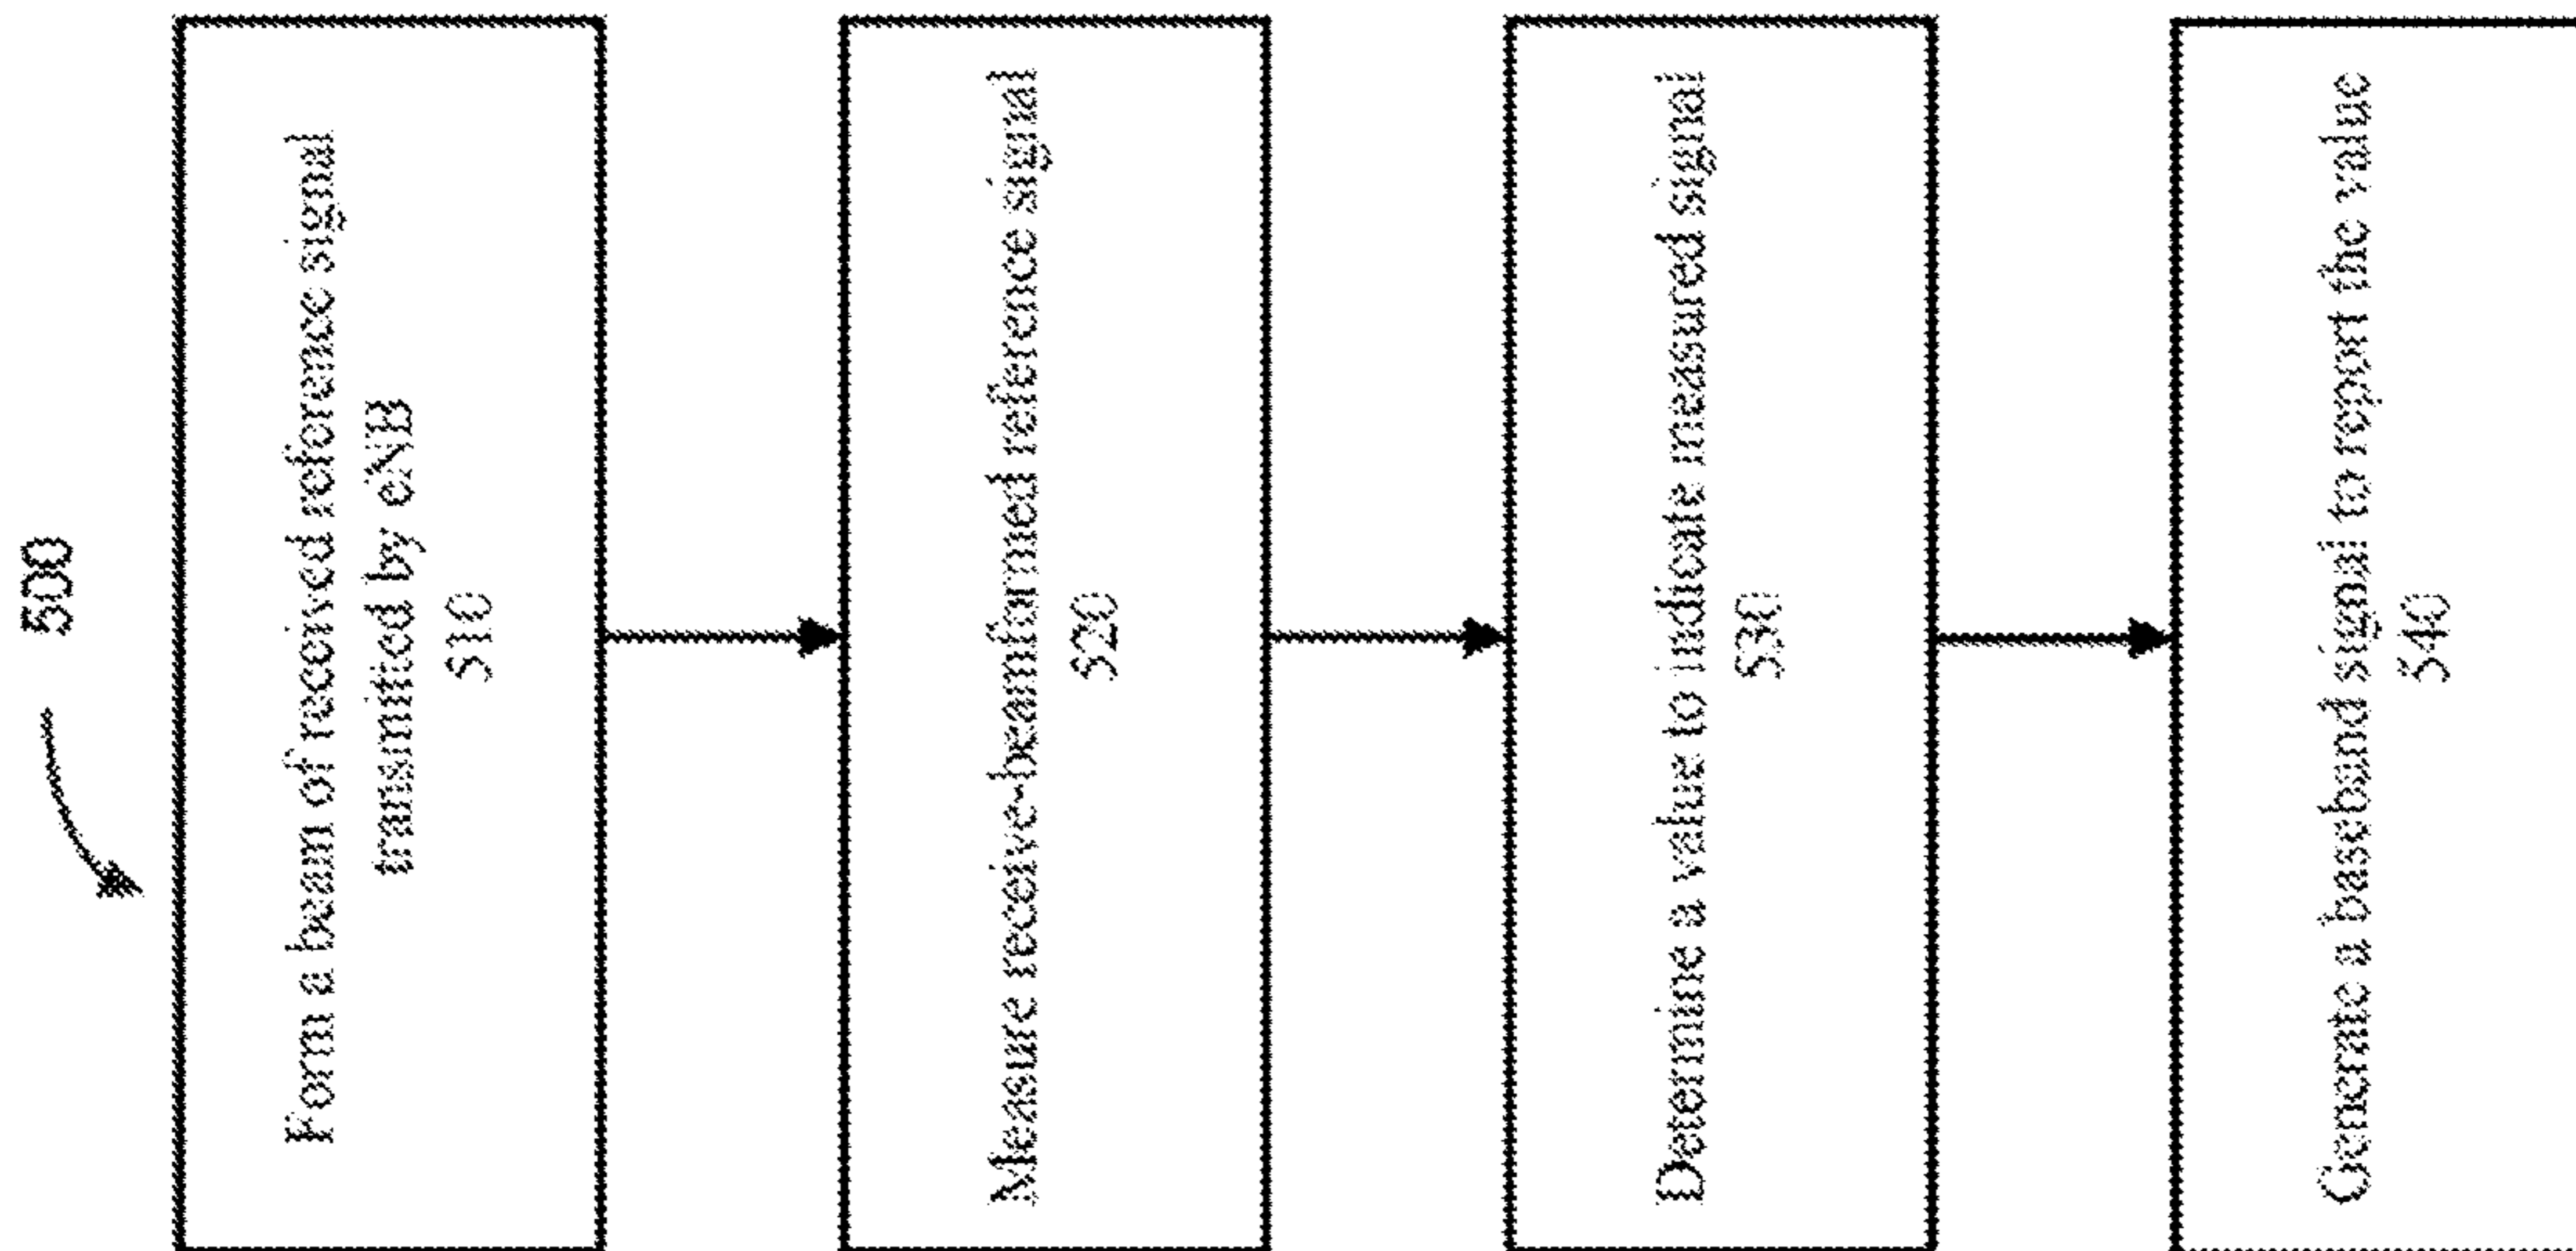 500
Form a beam of received reference signal
transmitted by eNB
510
Measure receive-beamformed reference signal
520
Determine a value to indicate measured signal
530
Generate a baseband signal to report the value
540